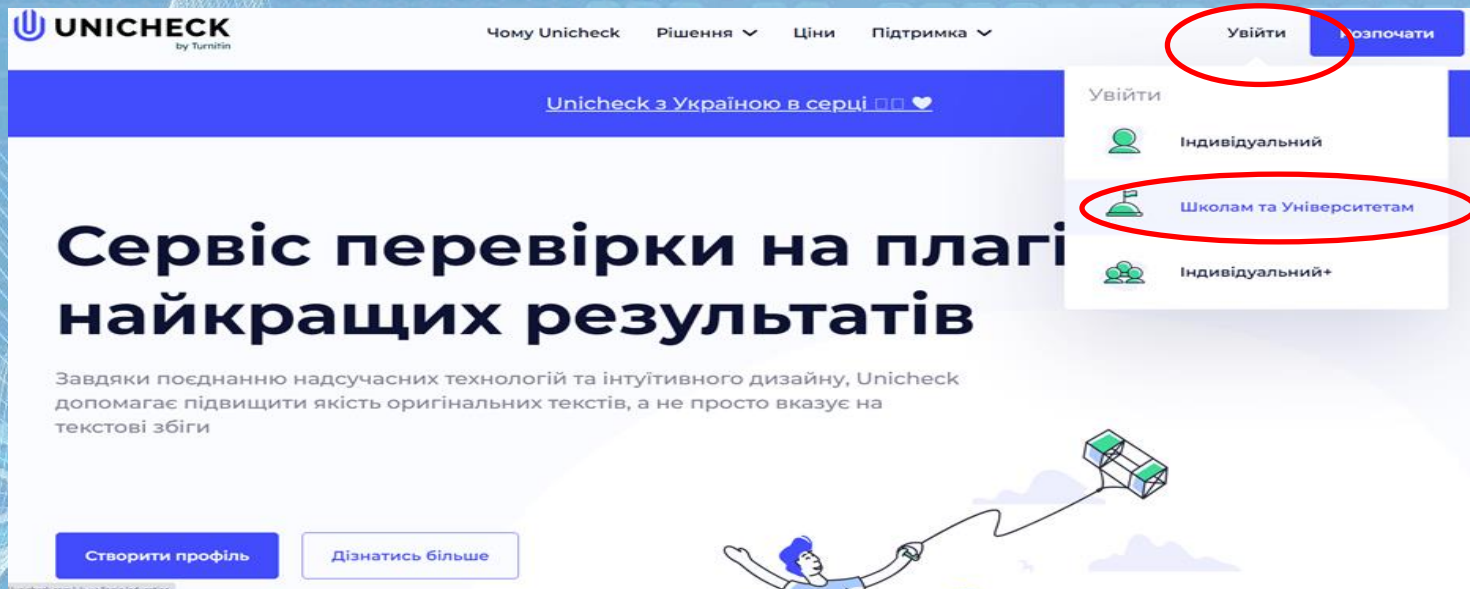 UNICHECK
by Turnitin
Чому Unicheck Рішення Ціни Підтримка Увійти Розпочати
Unicheck з Україною в серці
Увійти
Індивідуальний
Школам та Університетам
Індивідуальний+
Сервіс перевірки на плагі
найкращих результатів
Завдяки поєднанню надсучасних технологій та інтуїтивного дизайну, Unicheck
допомагає підвищити якість оригінальних текстів, а не просто вказує на
текстові збіги
Створити профіль Дізнатись більше